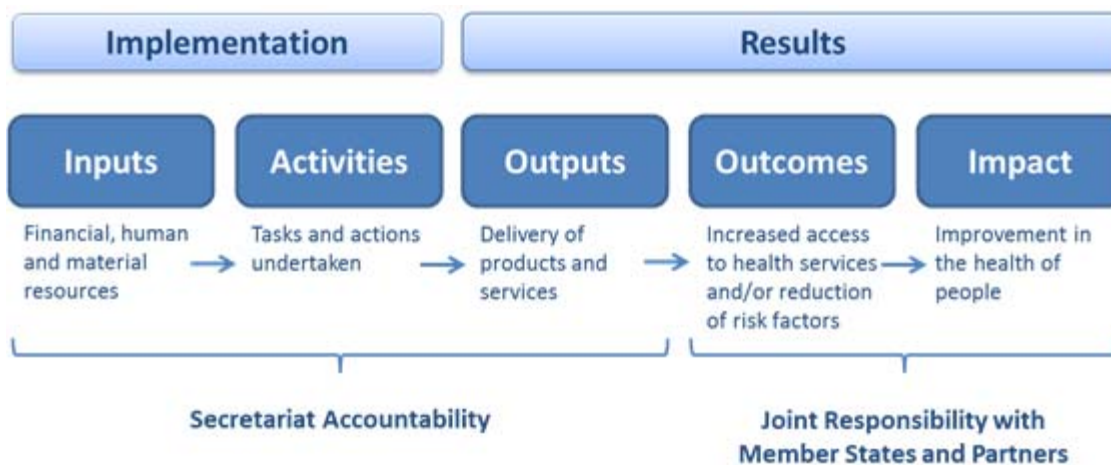 Implementation
Results
Inputs
Activities
Outputs
Outcomes
Impact
Financial, human
and material
resources
Tasks and actions
undertaken
Delivery of
products and
services
Increased access
to health services
and/or reduction
of risk factors
Improvement in
the health of
people
Secretariat Accountability
Joint Responsibility with
Member States and Partners